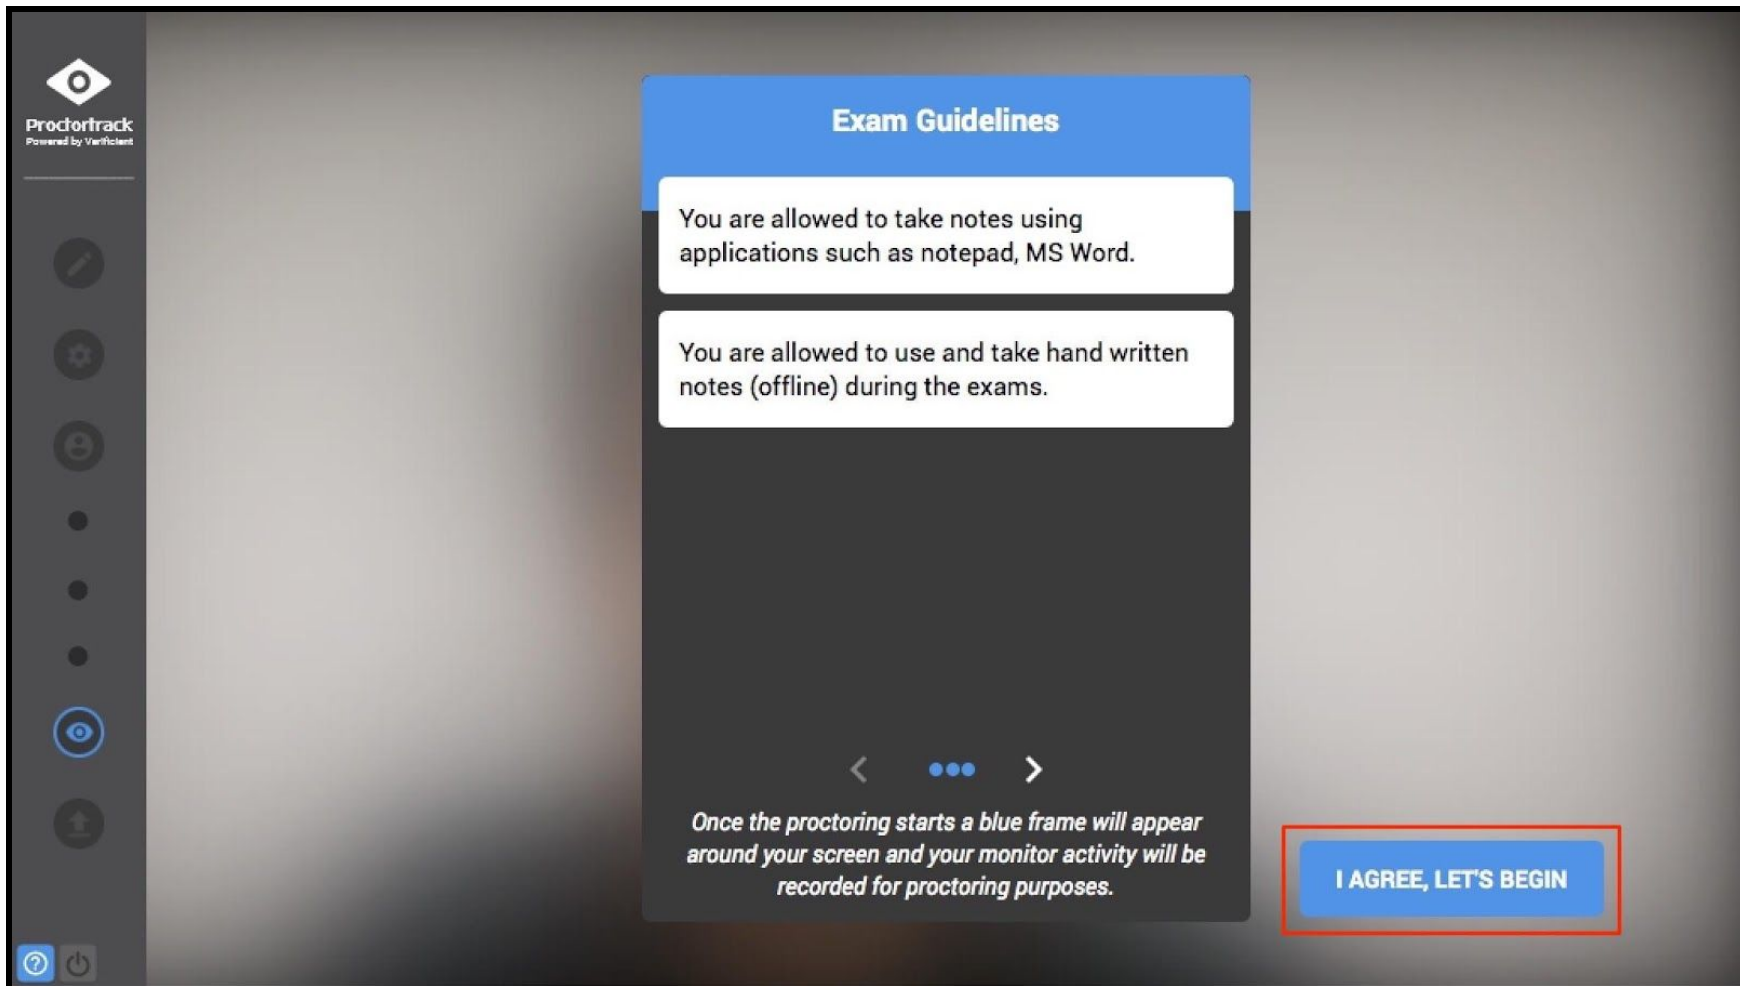 Proctortrack
Powered by Verificient
Exam Guidelines
You are allowed to take notes using
applications such as notepad, MS Word.
You are allowed to use and take hand written
notes (offline) during the exams.
Once the proctoring starts a blue frame will appear
around your screen and your monitor activity will be
recorded for proctoring purposes.
I AGREE, LET'S BEGIN